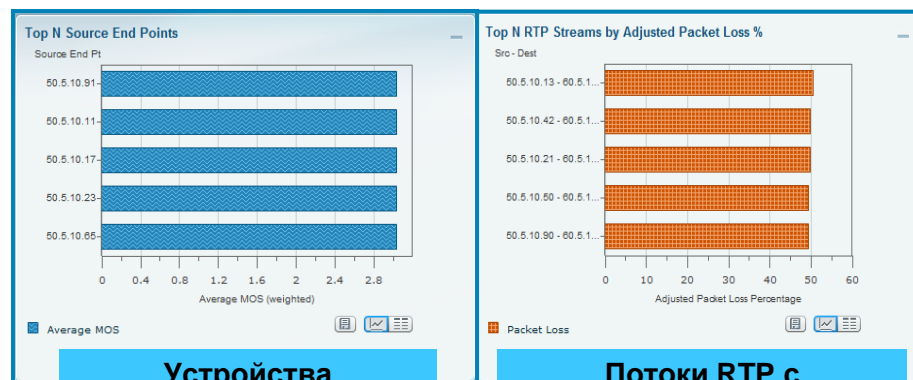 Top N Source End Points
Source End Pt
50.5.10.91
50.5.10.11
50.5.10.17
50.5.10.23
50.5.10.65
0 0.4 0.8 1.2 1.6 2 2.4 2.8
Average MOS (weighted)
Average MOS
Устройства
Top N RTP Streams by Adjusted Packet Loss %
Src - Dest
50.5.10.13 - 60.5.1...
50.5.10.42 - 60.5.1...
50.5.10.21 - 60.5.1...
50.5.10.50 - 60.5.1...
50.5.10.90 - 60.5.1...
0 10 20 30 40 50 60
Adjusted Packet Loss Percentage
Packet Loss
Потоки RTP с